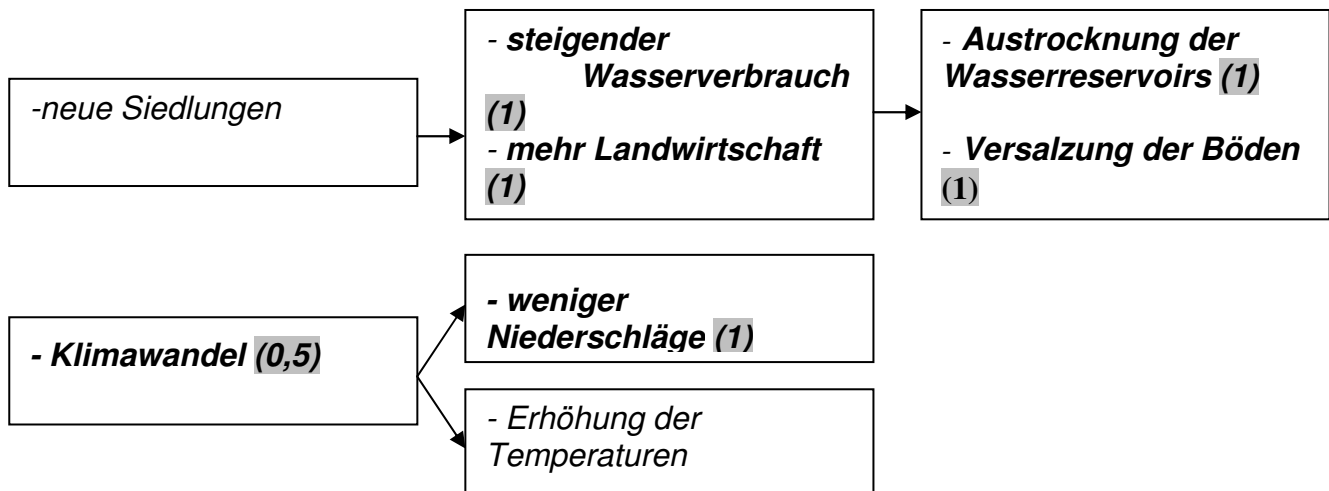 -neue Siedlungen
- steigender
Wasserverbrauch
(1)
- mehr Landwirtschaft
(1)
- Austrocknung der
Wasserreservoirs (1)
- Versalzung der Böden
(1)
- Klimawandel (0,5)
- weniger
Niederschläge (1)
- Erhöhung der
Temperaturen